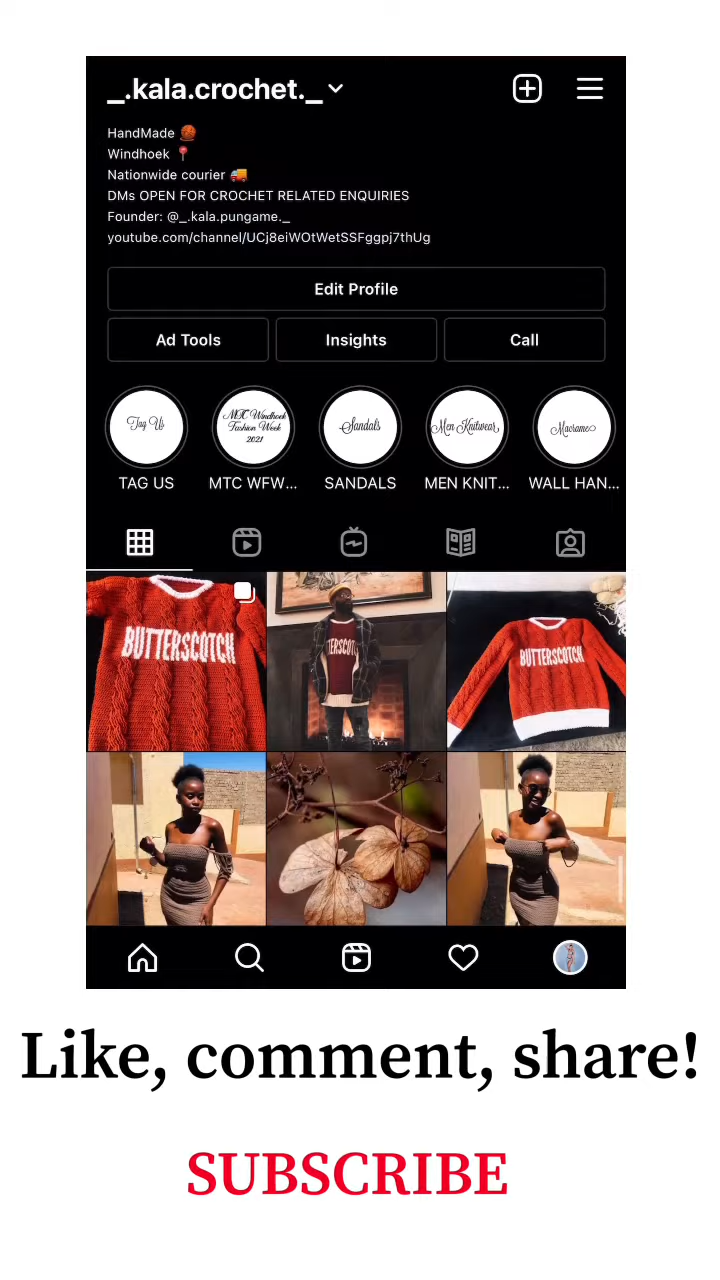 _.kala.crochet._
HandMade 🧶
Windhoek 📍
Nationwide courier 🚚
DMs OPEN FOR CROCHET RELATED ENQUIRIES
Founder: @_.kala.pungame._
youtube.com/channel/UCj8eiWOtWetSSFggpj7thUg
Edit Profile
Ad Tools Insights Call
Tag Us
MTC Windhoek
Fashion Week
2021
Sandals
Men Knitwear
Macrame
TAG US MTC WFW... SANDALS MEN KNIT... WALL HAN...
BUTTERSCOTCH
TERSCOT
BUTTERSCOTCH
Like, comment, share!
SUBSCRIBE